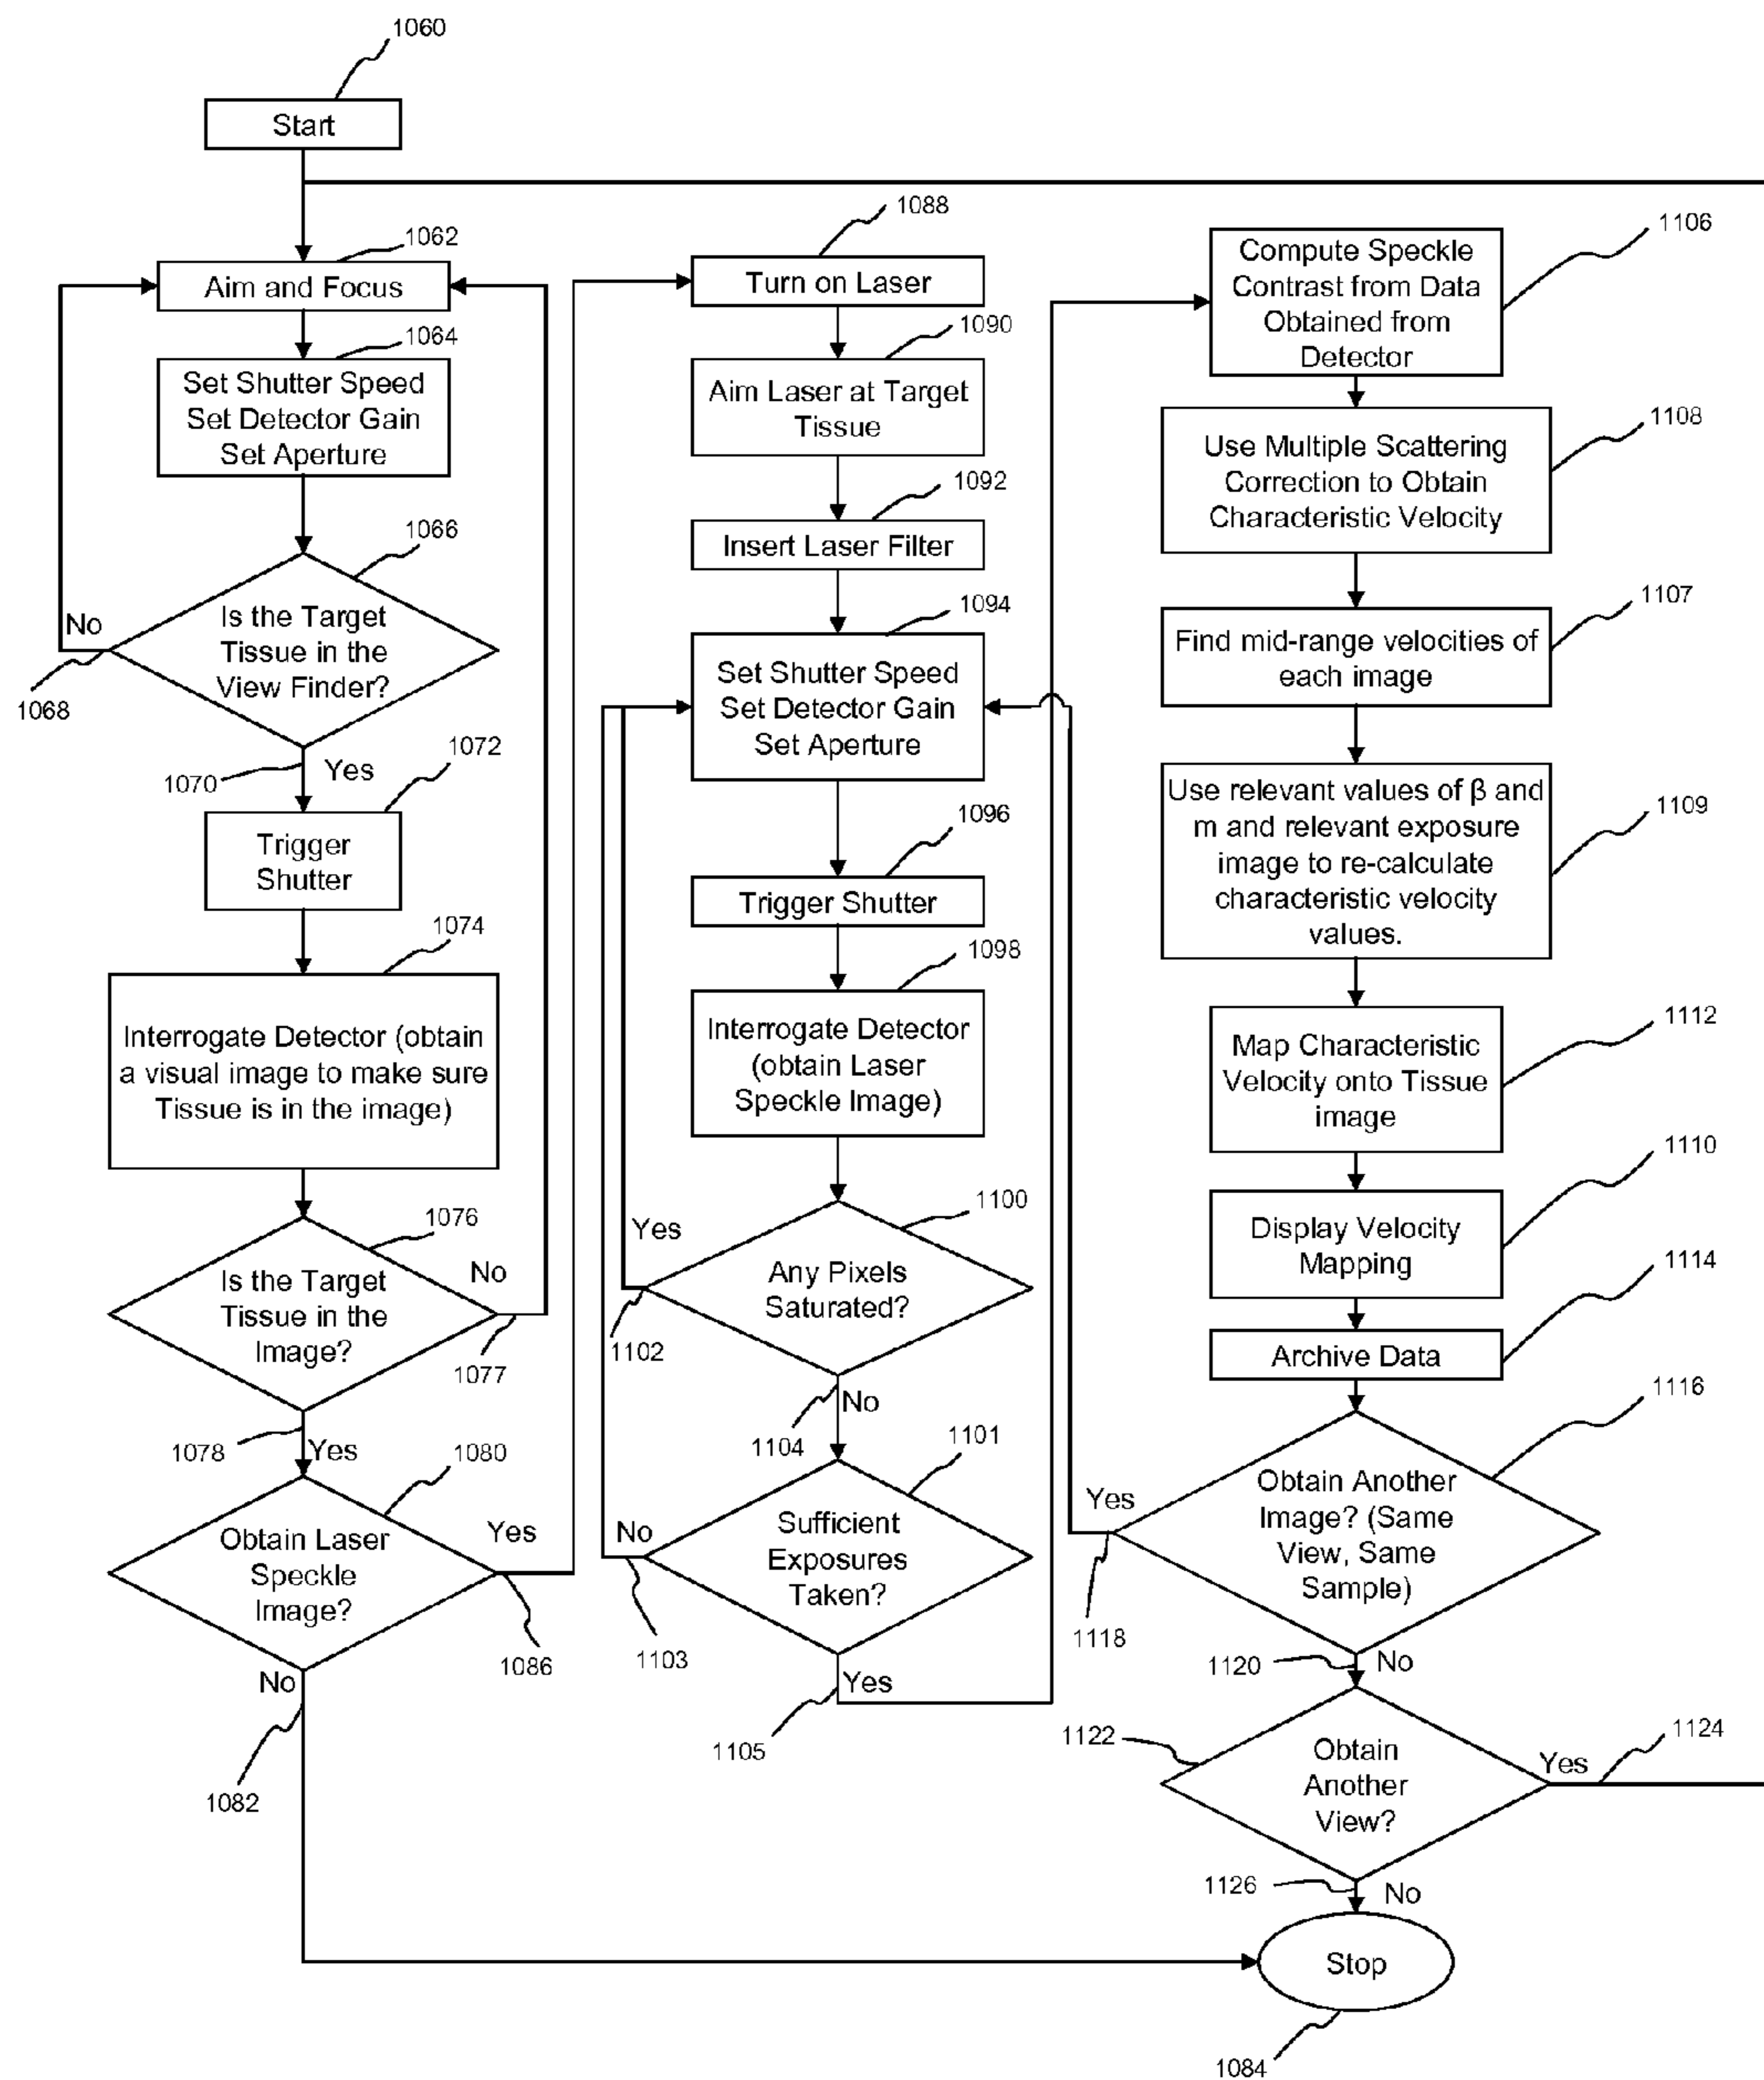 1060
Start
1062
Aim and Focus
1064
Set Shutter Speed
Set Detector Gain
Set Aperture
1066
Is the Target
Tissue in the
View Finder?
No
1068
1070
Yes
1072
Trigger
Shutter
1074
Interrogate Detector (obtain
a visual image to make sure
Tissue is in the image)
1076
Is the Target
Tissue in the
Image?
No
1077
1078
Yes
1080
Obtain Laser
Speckle
Image?
Yes
1086
No
1082
1088
Turn on Laser
1090
Aim Laser at Target
Tissue
1092
Insert Laser Filter
1094
Set Shutter Speed
Set Detector Gain
Set Aperture
1096
Trigger Shutter
1098
Interrogate Detector
(obtain Laser
Speckle Image)
1100
Yes
Any Pixels
Saturated?
1102
No
1104
1101
No
Sufficient
Exposures
Taken?
1103
Yes
1105
1106
Compute Speckle
Contrast from Data
Obtained from
Detector
1108
Use Multiple Scattering
Correction to Obtain
Characteristic Velocity
1107
Find mid-range velocities of
each image
1109
Use relevant values of β and
m and relevant exposure
image to re-calculate
characteristic velocity
values.
1112
Map Characteristic
Velocity onto Tissue
image
1110
Display Velocity
Mapping
1114
Archive Data
1116
Yes
Obtain Another
Image? (Same
View, Same
Sample)
1118
1120
No
1122
Obtain
Another
View?
Yes
1124
1126
No
Stop
1084